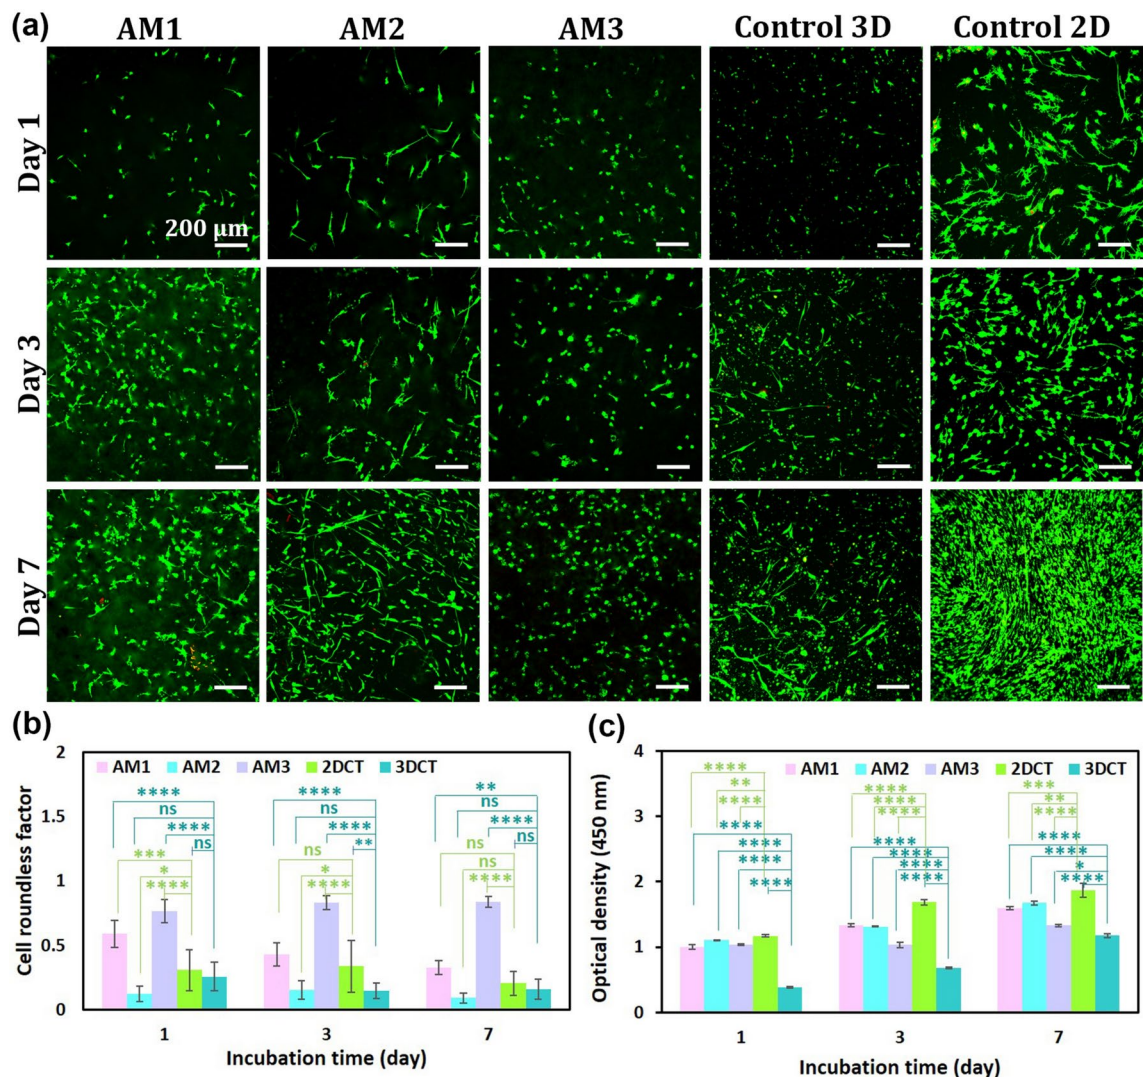 (a)
AM1 AM2 AM3 Control 3D Control 2D
Day 1
200 μm
Day 3
Day 7
(b)
2
1.5
1
0.5
0
Cell roundless factor
AM1 AM2 AM3 2DCT 3DCT
****
ns
****
ns
***
*
****
****
ns
****
**
ns
*
****
**
ns
****
ns
ns
ns
****
1 3 7
Incubation time (day)
(c)
4
3
2
1
0
Optical density (450 nm)
AM1 AM2 AM3 2DCT 3DCT
****
**
****
****
****
****
****
****
****
****
****
****
****
****
***
**
****
****
****
*
****
1 3 7
Incubation time (day)